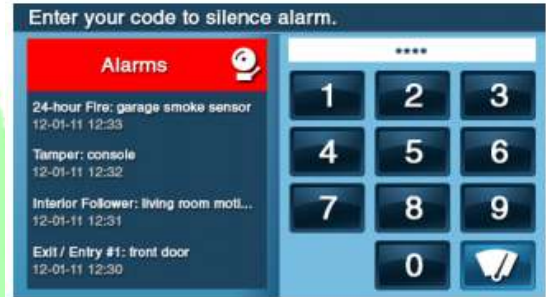 Enter your code to silence alarm.
Alarms
****
24-hour Fire: garage smoke sensor
12-01-11 12:33
Tamper: console
12-01-11 12:32
Interior Follower: living room moti...
12-01-11 12:31
Exit / Entry #1: front door
12-01-11 12:30
1 2 3
4 5 6
7 8 9
0